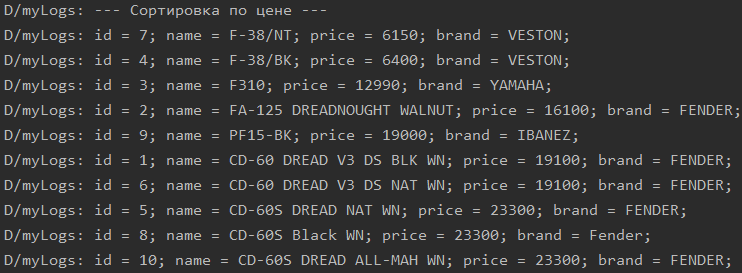 D/myLogs: --- Сортировка по цене ---
D/myLogs: id = 7; name = F-38/NT; price = 6150; brand = VESTON;
D/myLogs: id = 4; name = F-38/BK; price = 6400; brand = VESTON;
D/myLogs: id = 3; name = F310; price = 12990; brand = YAMAHA;
D/myLogs: id = 2; name = FA-125 DREADNOUGHT WALNUT; price = 16100; brand = FENDER;
D/myLogs: id = 9; name = PF15-BK; price = 19000; brand = IBANEZ;
D/myLogs: id = 1; name = CD-60 DREAD V3 DS BLK WN; price = 19100; brand = FENDER;
D/myLogs: id = 6; name = CD-60 DREAD V3 DS NAT WN; price = 19100; brand = FENDER;
D/myLogs: id = 5; name = CD-60S DREAD NAT WN; price = 23300; brand = FENDER;
D/myLogs: id = 8; name = CD-60S Black WN; price = 23300; brand = Fender;
D/myLogs: id = 10; name = CD-60S DREAD ALL-MAH WN; price = 23300; brand = FENDER;